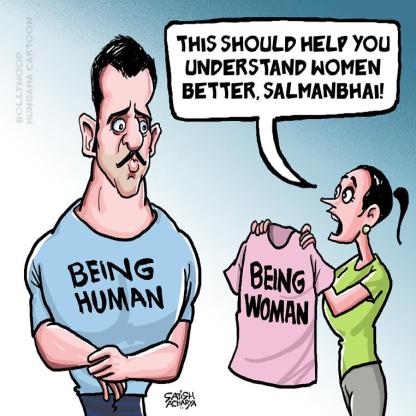 BOLLYWOOD
HUNGAMA CARTOON
THIS SHOULD HELP YOU
UNDERSTAND WOMEN
BETTER, SALMANBHAI!
BEING
HUMAN
BEING
WOMAN
SATISH
ACHARYA